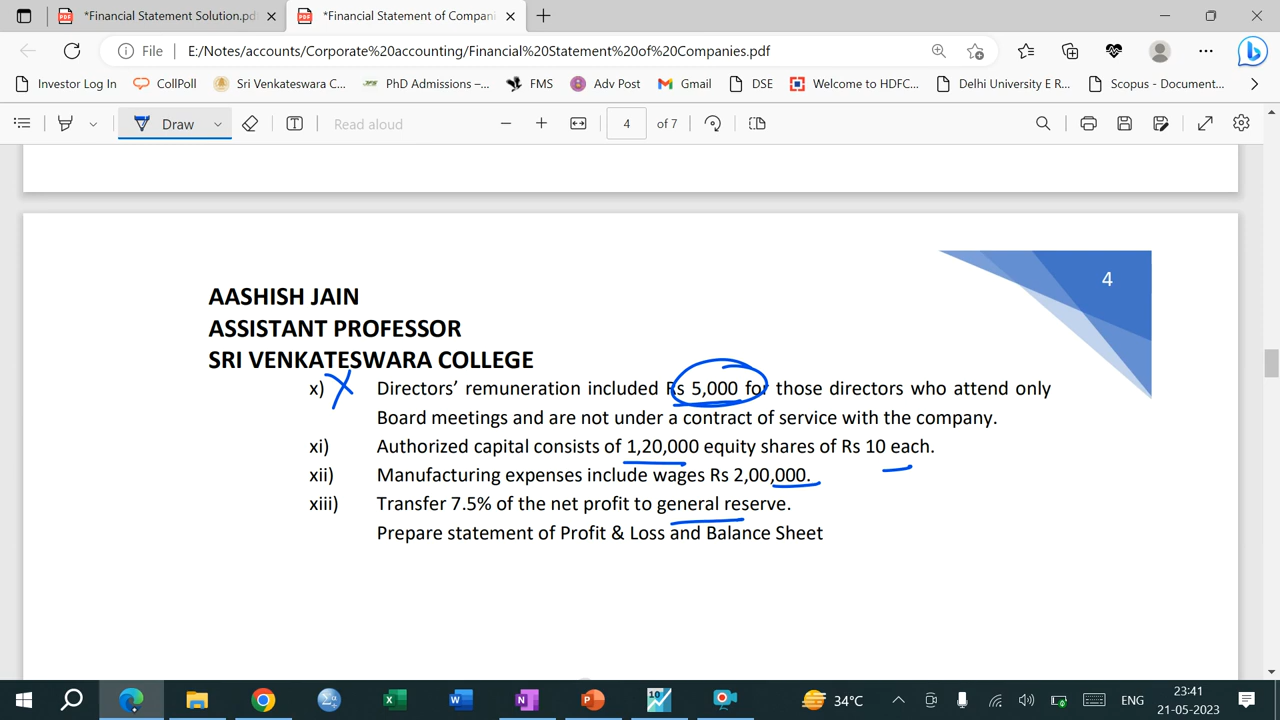 *Financial Statement Solution.pdf
*Financial Statement of Compani
File
E:/Notes/accounts/Corporate%20accounting/Financial%20Statement%20of%20Companies.pdf
Investor Log In
CollPoll
Sri Venkateswara C...
PhD Admissions –...
FMS
Adv Post
Gmail
DSE
Welcome to HDFC...
Delhi University E R...
Scopus - Document...
Draw
Read aloud
4
of 7
4
AASHISH JAIN
ASSISTANT PROFESSOR
SRI VENKATESWARA COLLEGE
x) Directors’ remuneration included Rs 5,000 for those directors who attend only
Board meetings and are not under a contract of service with the company.
xi) Authorized capital consists of 1,20,000 equity shares of Rs 10 each.
xii) Manufacturing expenses include wages Rs 2,00,000.
xiii) Transfer 7.5% of the net profit to general reserve.
Prepare statement of Profit & Loss and Balance Sheet
34°C
ENG
23:41
21-05-2023